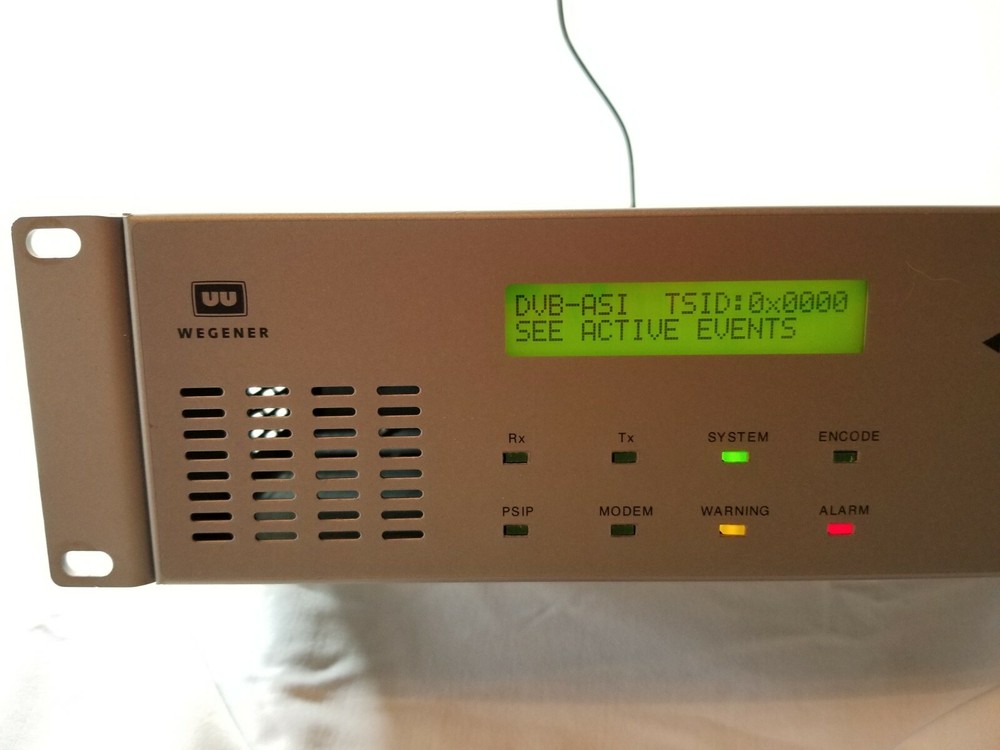 WEGENER
DVB-ASI TSID:0x0000
SEE ACTIVE EVENTS
Rx Tx SYSTEM ENCODE
PSIP MODEM WARNING ALARM